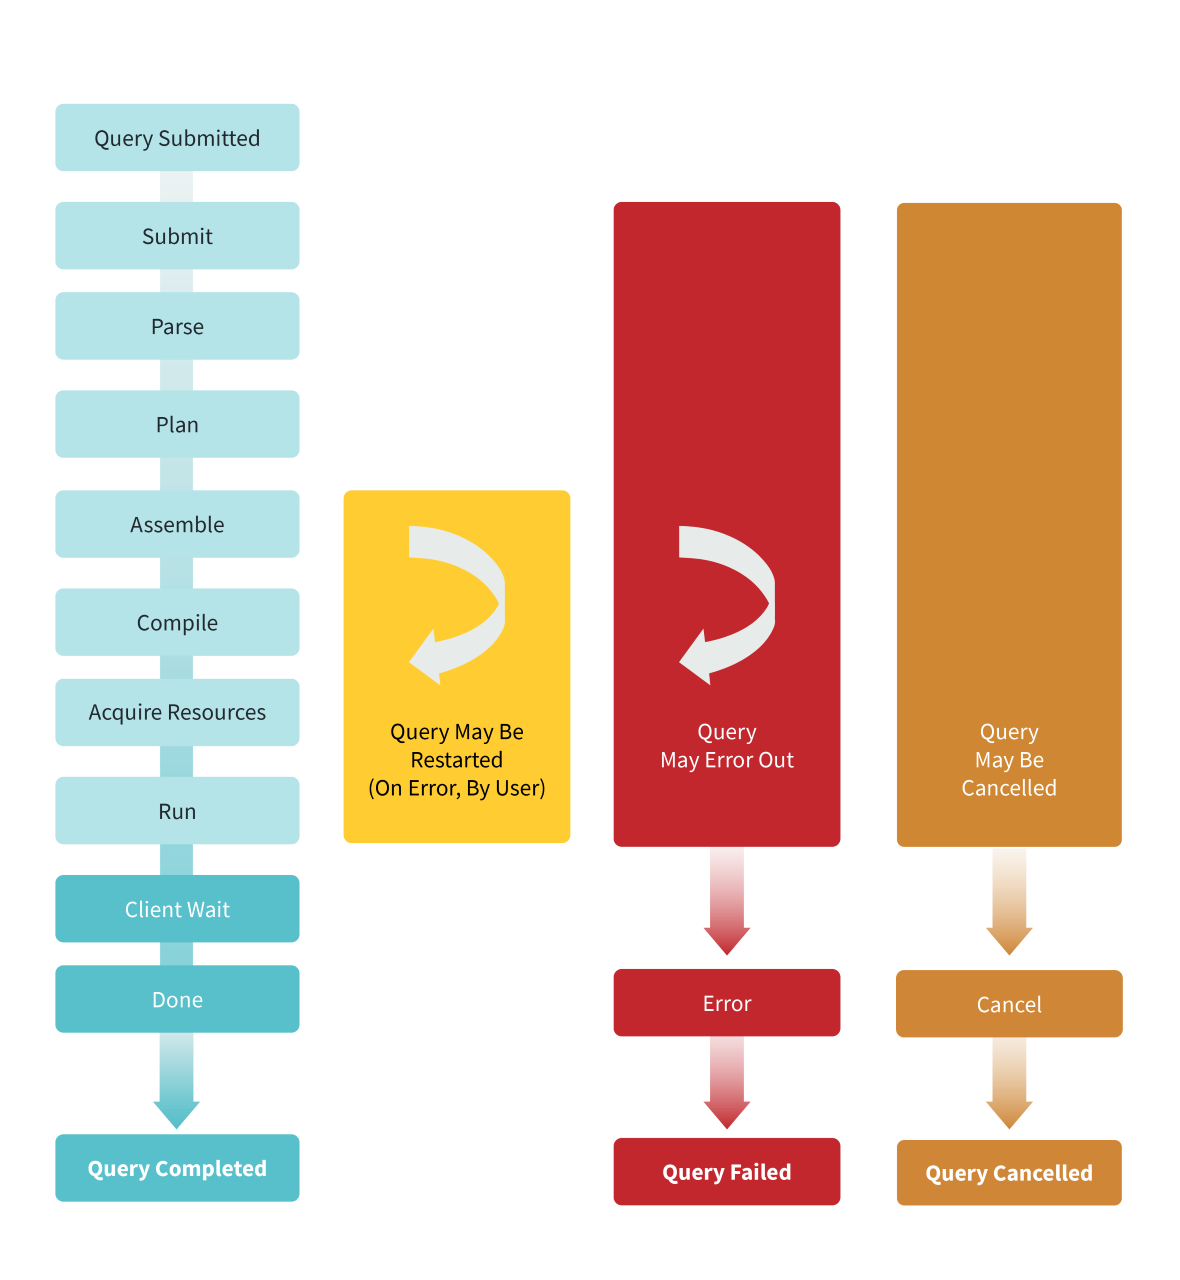 Query Submitted
Submit
Parse
Plan
Assemble
Compile
Acquire Resources
Run
Client Wait
Done
Query Completed
Query May Be
Restarted
(On Error, By User)
Query
May Error Out
Error
Query Failed
Query
May Be
Cancelled
Cancel
Query Cancelled